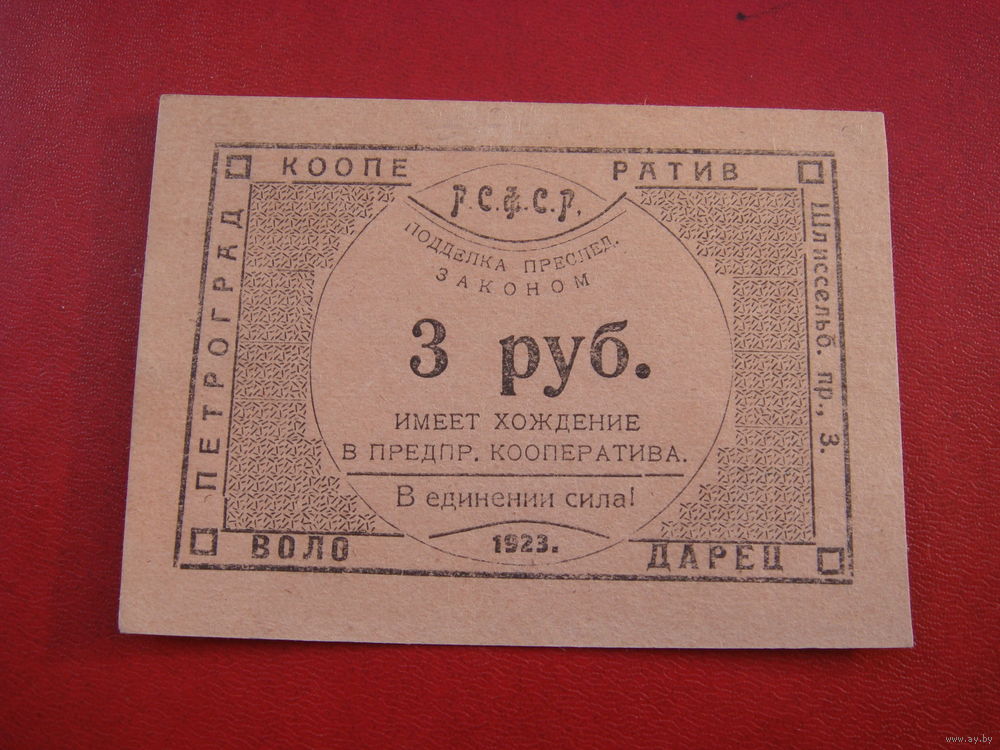 КООПЕ РАТИВ
Р.С.Ф.С.Р.
ПОДДЕЛКА ПРЕСЛЕД.
ЗАКОНОМ
ПЕТРОГРАД
Шлиссельб. пр., 3.
3 руб.
ИМЕЕТ ХОЖДЕНИЕ
В ПРЕДПР. КООПЕРАТИВА.
В единении сила!
1923.
ВОЛО ДАРЕЦ
www.ay.by